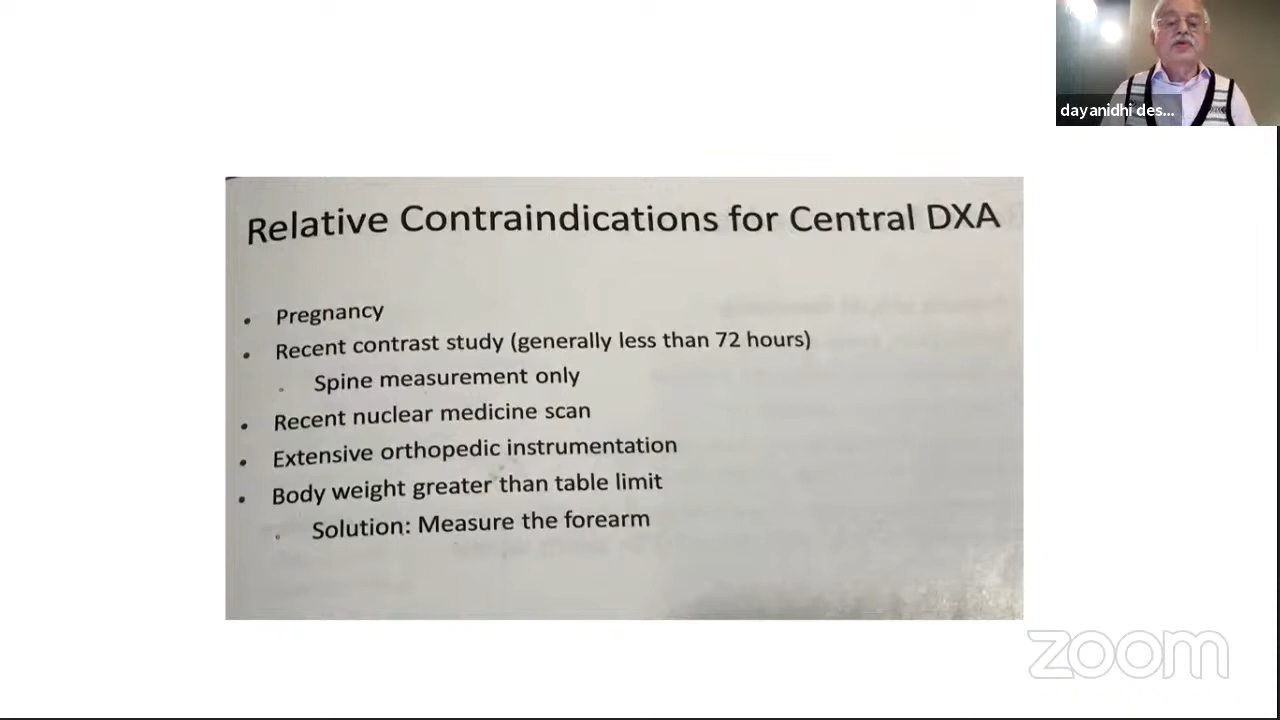 dayanidhi des...
Relative Contraindications for Central DXA
• Pregnancy
• Recent contrast study (generally less than 72 hours)
◦ Spine measurement only
• Recent nuclear medicine scan
• Extensive orthopedic instrumentation
• Body weight greater than table limit
◦ Solution: Measure the forearm
zoom